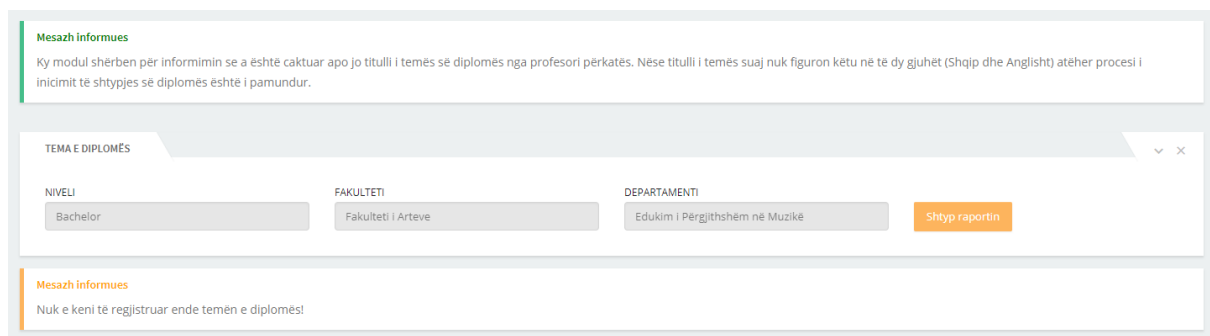 Mesazh informues
Ky modul shërben për informimin se a është caktuar apo jo titulli i temës së diplomës nga profesori përkatës. Nëse titulli i temës suaj nuk figuron këtu në të dy gjuhët (Shqip dhe Anglisht) atëher procesi i
inicimit të shtypjes së diplomës është i pamundur.
TEMA E DIPLOMËS
NIVELI FAKULTETI DEPARTAMENTI
Bachelor Fakulteti i Arteve Edukim i Përgjithshëm në Muzikë Shtyp raportin
Mesazh informues
Nuk e keni të regjistruar ende temën e diplomës!